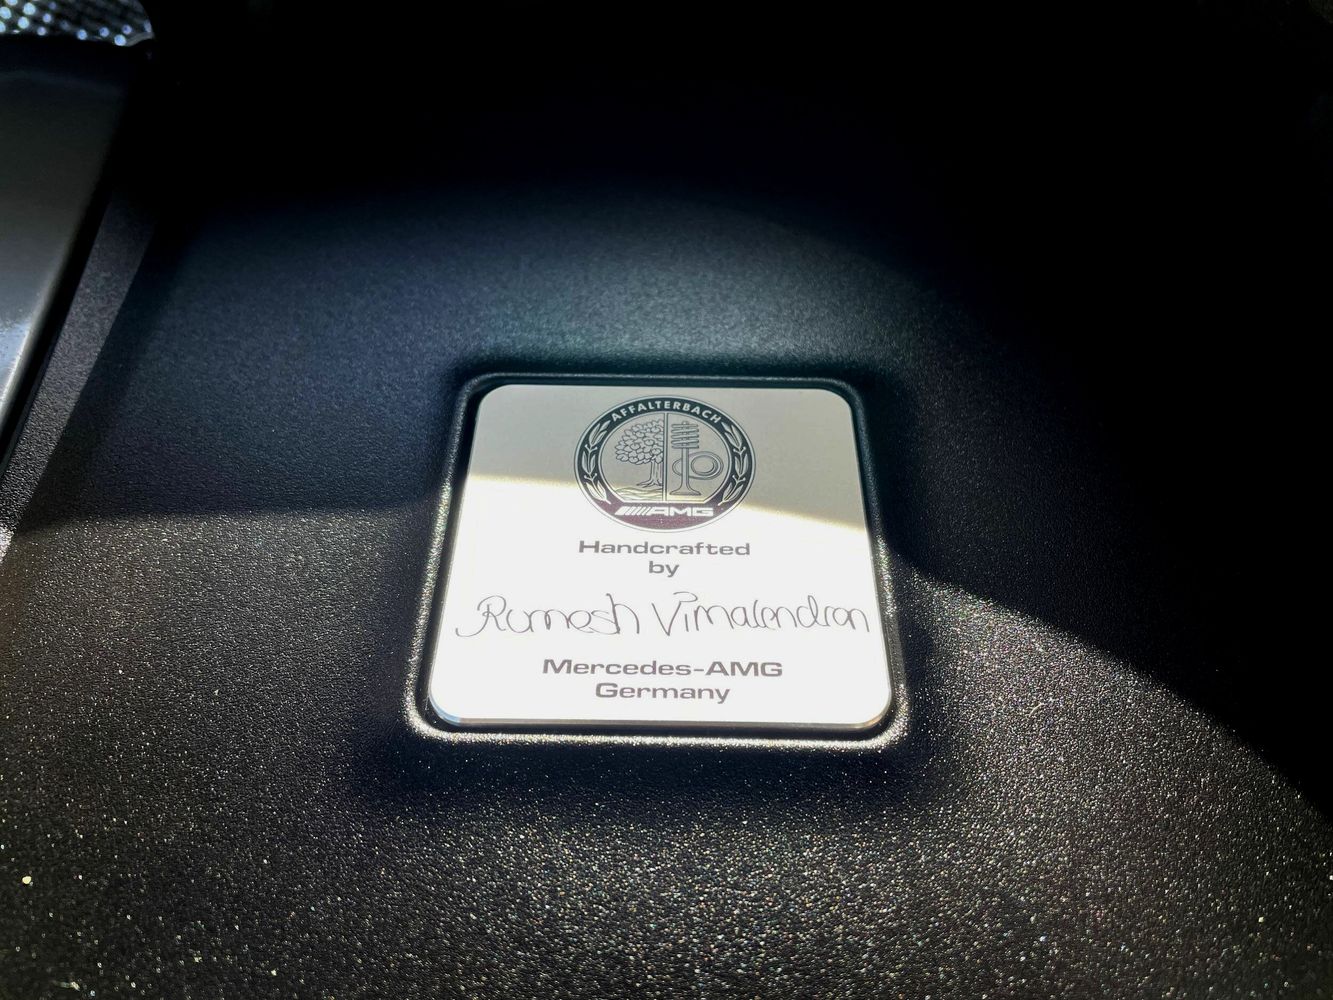 AFFALTERBACH
AMG
Handcrafted
by
Rumesh Vimalendran
Mercedes-AMG
Germany